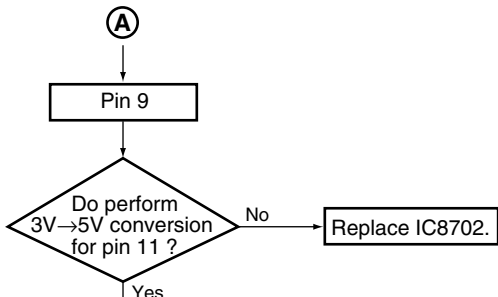 A
Pin 9
Do perform
3V→5V conversion
for pin 11 ?
No
Replace IC8702.
Yes